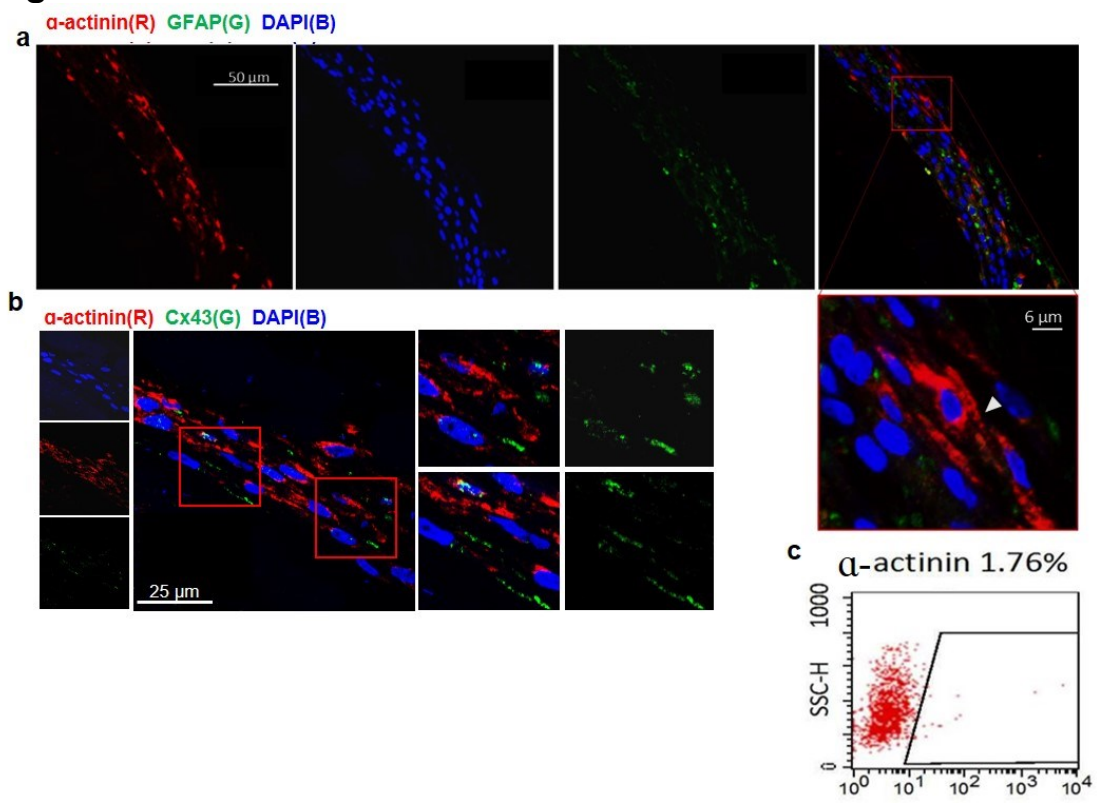 α-actinin(R) GFAP(G) DAPI(B)
a
50 µm
b
α-actinin(R) Cx43(G) DAPI(B)
6 µm
25 µm
c
α-actinin 1.76%
1000
SSC-H
0
10⁰ 10¹ 10² 10³ 10⁴